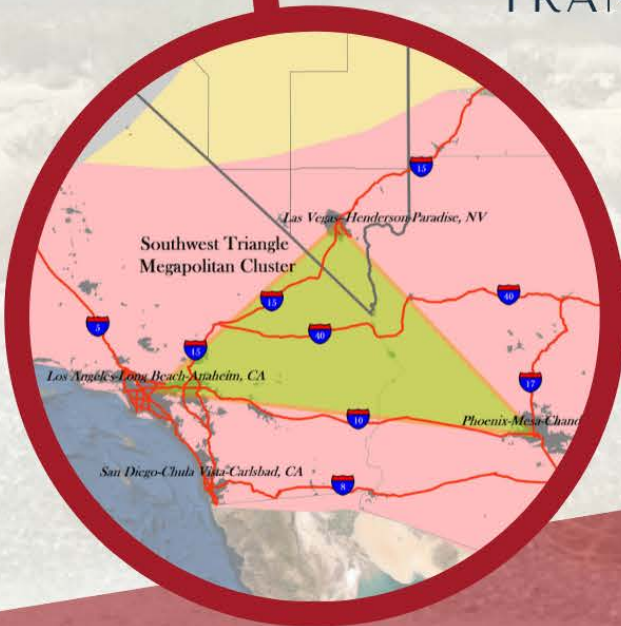 TRAN
15
Las Vegas-Henderson-Paradise, NV
Southwest Triangle
Megapolitan Cluster
15
40
5
40
15
Los Angeles-Long Beach-Anaheim, CA
17
10
Phoenix-Mesa-Chand
San Diego-Chula Vista-Carlsbad, CA
8